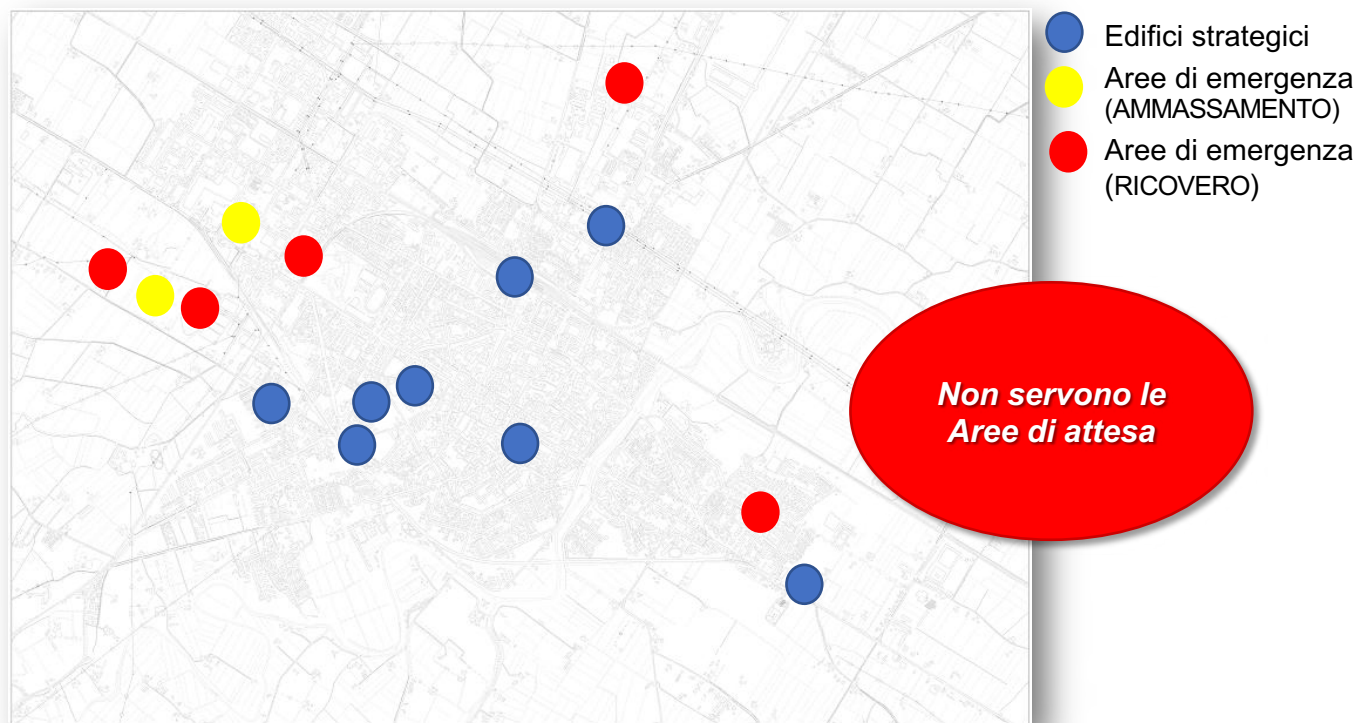 Edifici strategici
Aree di emergenza
(AMMASSAMENTO)
Aree di emergenza
(RICOVERO)
Non servono le
Aree di attesa